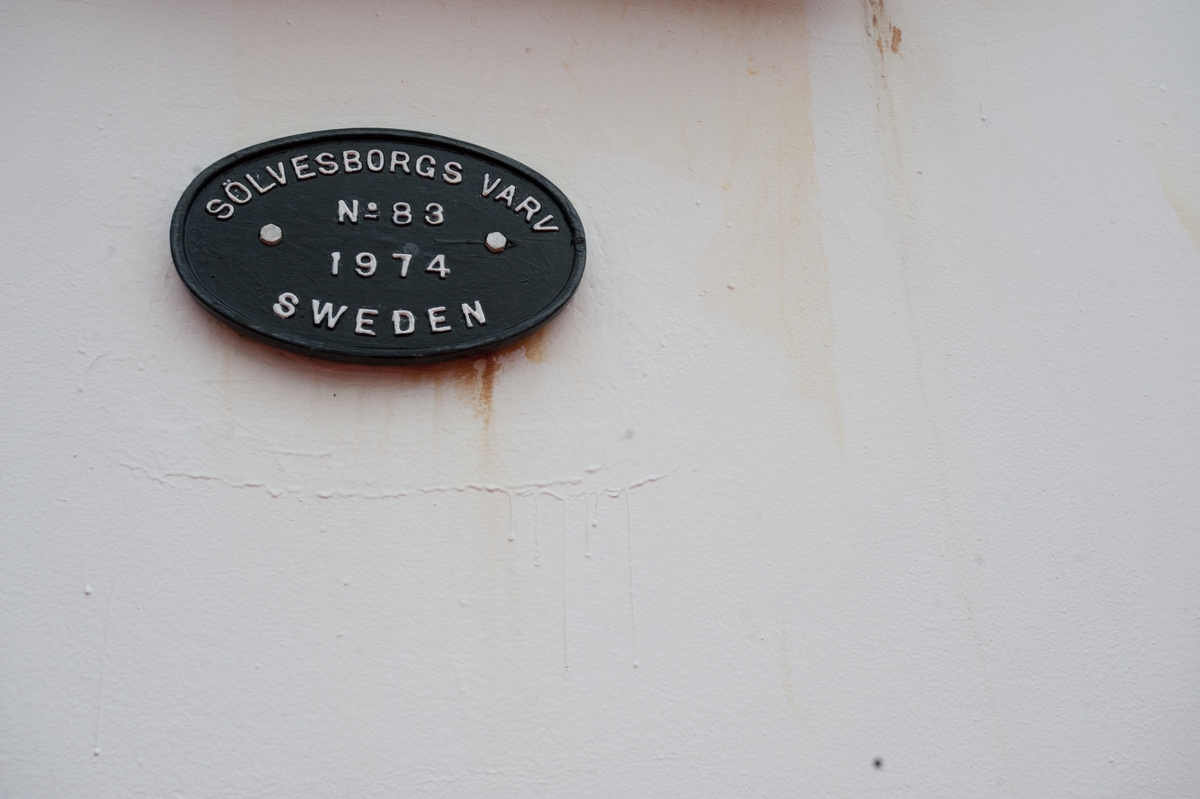 SÖLVESBORGS VARV
Nº 83
1974
SWEDEN